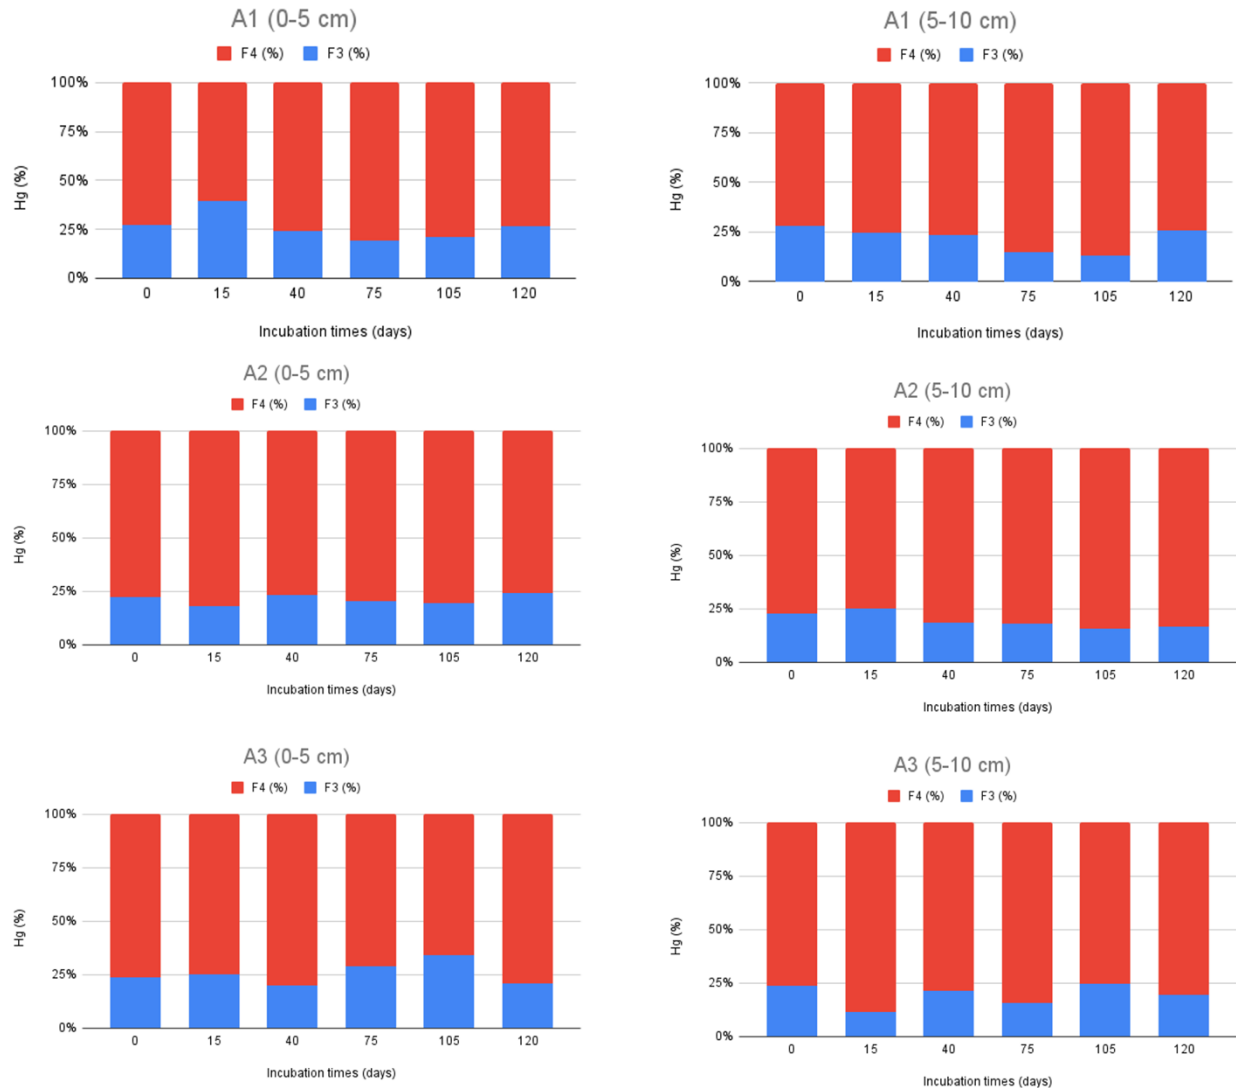 A1 (0-5 cm)
F4 (%) F3 (%)
100%
75%
50%
25%
0%
Hg (%)
0 15 40 75 105 120
Incubation times (days)
A1 (5-10 cm)
F4 (%) F3 (%)
100%
75%
50%
25%
0%
Hg (%)
0 15 40 75 105 120
Incubation times (days)
A2 (0-5 cm)
F4 (%) F3 (%)
100%
75%
50%
25%
0%
Hg (%)
0 15 40 75 105 120
Incubation times (days)
A2 (5-10 cm)
F4 (%) F3 (%)
100%
75%
50%
25%
0%
Hg (%)
0 15 40 75 105 120
Incubation times (days)
A3 (0-5 cm)
F4 (%) F3 (%)
100%
75%
50%
25%
0%
Hg (%)
0 15 40 75 105 120
Incubation times (days)
A3 (5-10 cm)
F4 (%) F3 (%)
100%
75%
50%
25%
0%
Hg (%)
0 15 40 75 105 120
Incubation times (days)